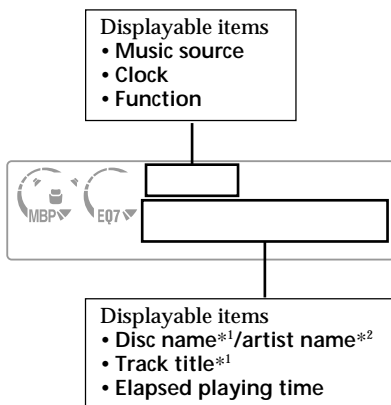 Displayable items
• Music source
• Clock
• Function
MBP EQ7
Displayable items
• Disc name*1/artist name*2
• Track title*1
• Elapsed playing time